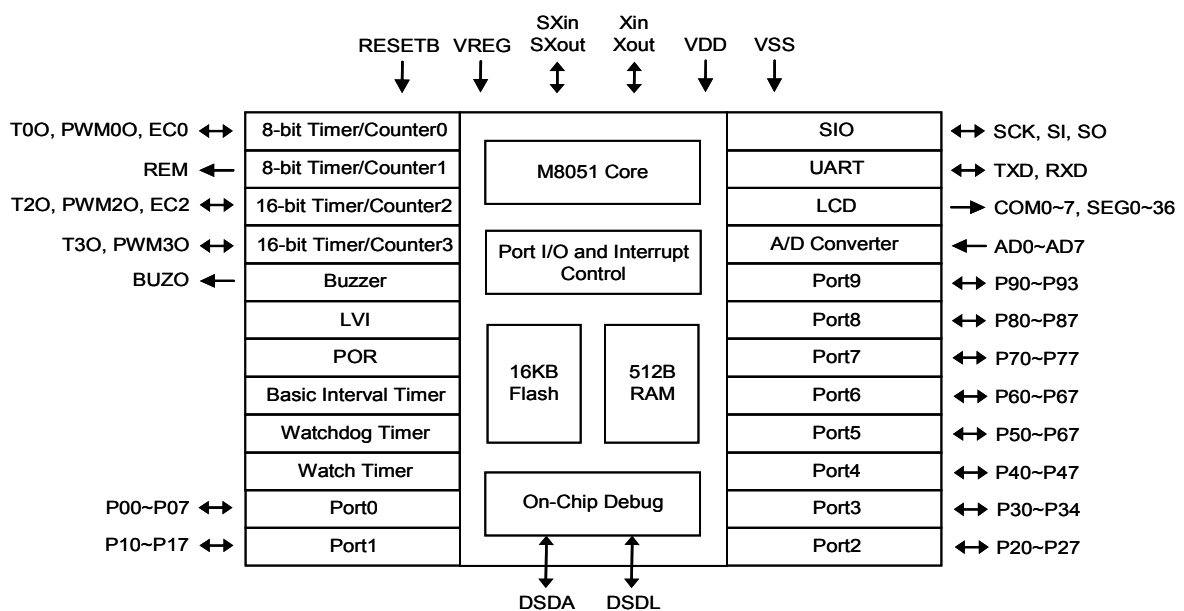 SXin
SXout
Xin
Xout
RESETB
VREG
VDD
VSS
T0O, PWM0O, EC0
8-bit Timer/Counter0
REM
8-bit Timer/Counter1
T2O, PWM2O, EC2
16-bit Timer/Counter2
T3O, PWM3O
16-bit Timer/Counter3
BUZO
Buzzer
LVI
POR
Basic Interval Timer
Watchdog Timer
Watch Timer
P00~P07
Port0
P10~P17
Port1
M8051 Core
Port I/O and Interrupt
Control
16KB
Flash
512B
RAM
On-Chip Debug
DSDA
DSDL
SIO
SCK, SI, SO
UART
TXD, RXD
LCD
COM0~7, SEG0~36
A/D Converter
AD0~AD7
Port9
P90~P93
Port8
P80~P87
Port7
P70~P77
Port6
P60~P67
Port5
P50~P67
Port4
P40~P47
Port3
P30~P34
Port2
P20~P27